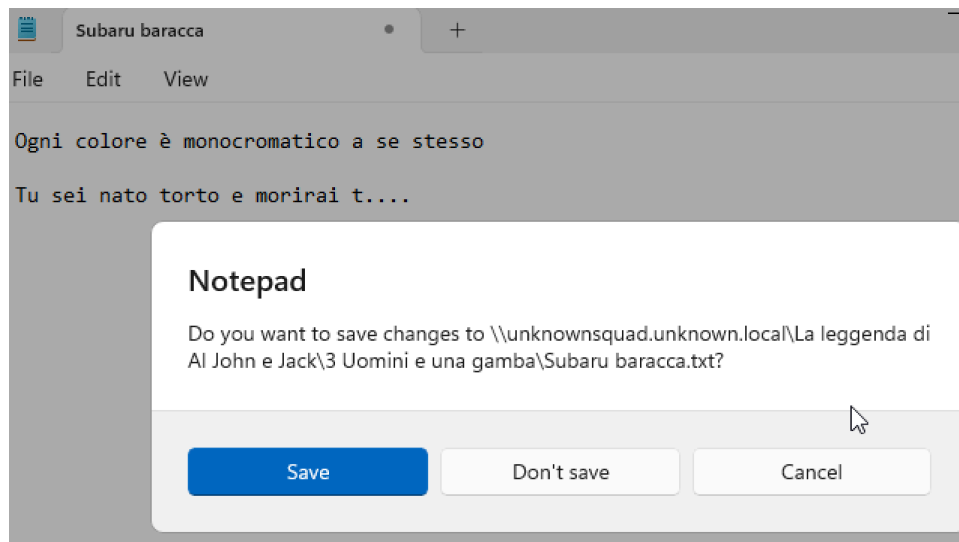 Subaru baracca
File Edit View
Ogni colore è monocromatico a se stesso
Tu sei nato torto e morirai t....
Notepad
Do you want to save changes to \\unknownsquad.unknown.local\La leggenda di
Al John e Jack\3 Uomini e una gamba\Subaru baracca.txt?
Save Don't save Cancel